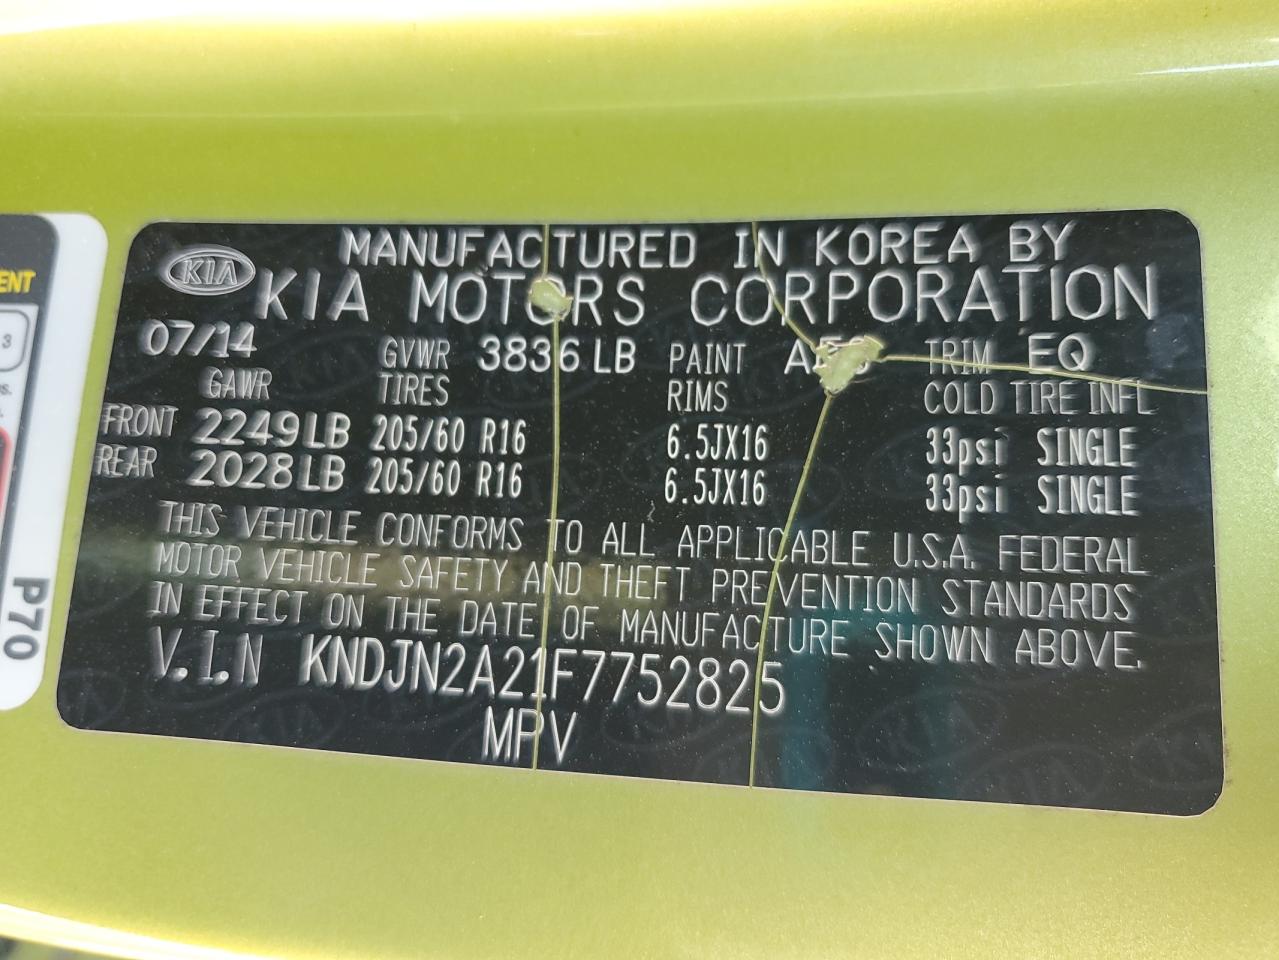 MANUFACTURED IN KOREA BY
KIA KIA MOTORS CORPORATION
07/14 GVWR 3836 LB PAINT TRIM EQ
GAWR TIRES RIMS COLD TIRE INFL
FRONT 2249LB 205/60 R16 6.5JX16 33psi SINGLE
REAR 2028LB 205/60 R16 6.5JX16 33psi SINGLE
THIS VEHICLE CONFORMS TO ALL APPLICABLE U.S.A. FEDERAL
MOTOR VEHICLE SAFETY AND THEFT PREVENTION STANDARDS
IN EFFECT ON THE DATE OF MANUFACTURE SHOWN ABOVE.
V.I.N KNDJN2A21F7752825
MPV
3
P70